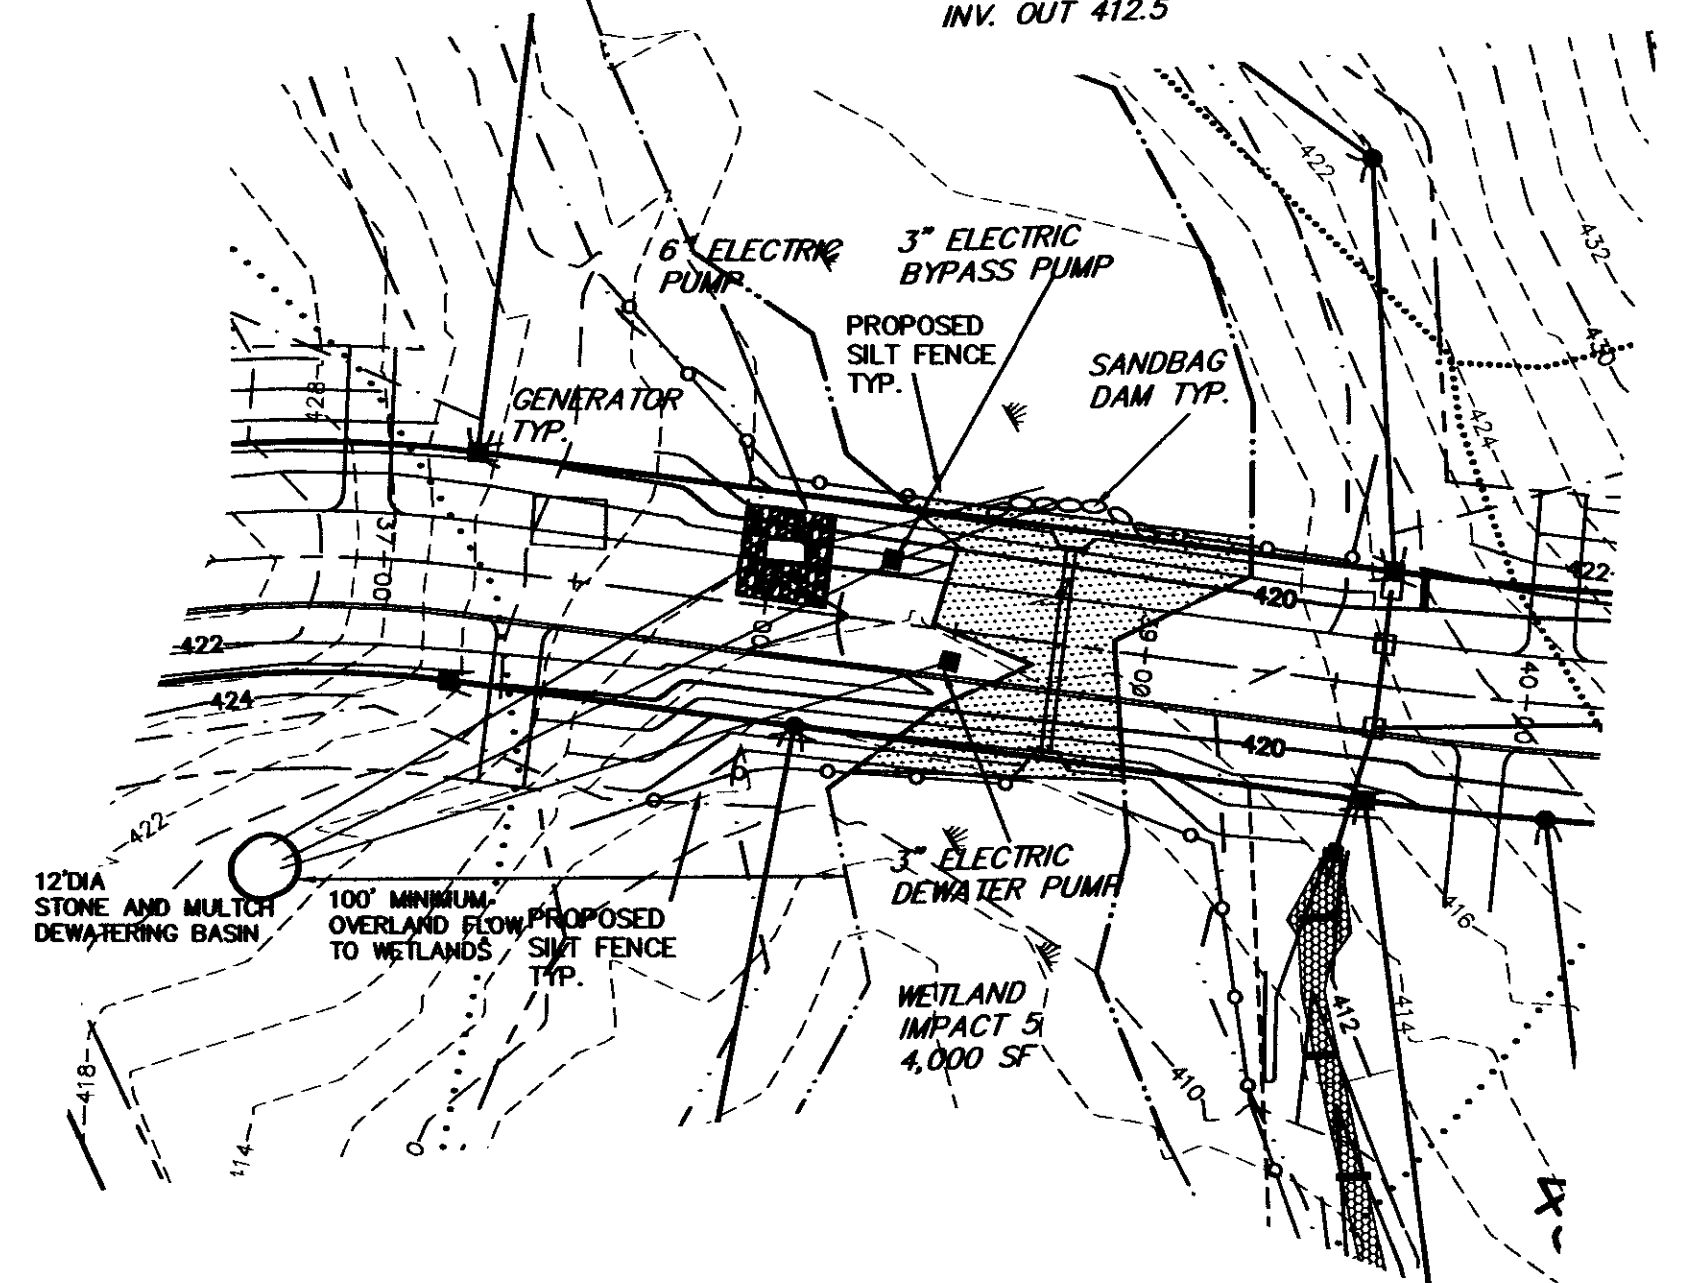 INV. OUT 412.5
422
432
6" ELECTRIC
PUMP
3" ELECTRIC
BYPASS PUMP
PROPOSED
SILT FENCE
TYP.
SANDBAG
DAM TYP.
430
428
GENERATOR
TYP.
424
37+00
422
420
39+00
422
424
40+00
420
422
12'DIA
STONE AND MULTCH
DEWATERING BASIN
100' MINIMUM
OVERLAND FLOW
TO WETLANDS
PROPOSED
SILT FENCE
TYP.
3" ELECTRIC
DEWATER PUMP
416
WETLAND
IMPACT 5
4,000 SF
412
414
418
410